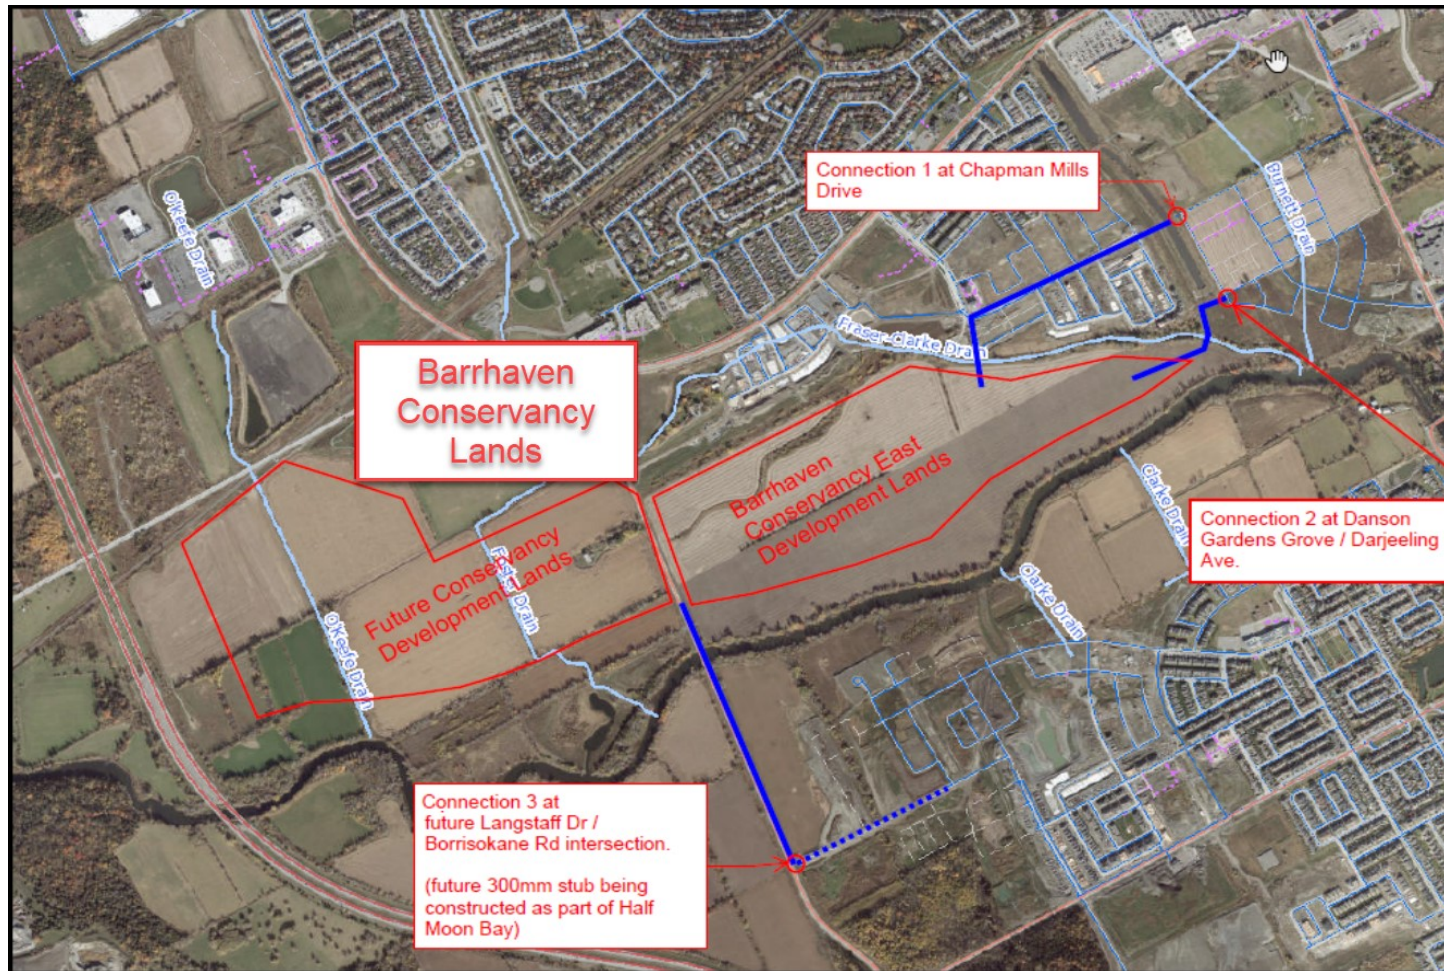 Connection 1 at Chapman Mills
Drive
O'Keefe Drain
Burnett Drain
Fraser-Clarke Drain
Barrhaven
Conservancy
Lands
Barrhaven
Conservancy East
Development Lands
Clarke Drain
Connection 2 at Danson
Gardens Grove / Darjeeling
Ave.
Future Conservancy
Development Lands
Drain
Clarke Drain
O'Keefe Drain
Connection 3 at
future Langstaff Dr /
Borrisokane Rd intersection.
(future 300mm stub being
constructed as part of Half
Moon Bay)